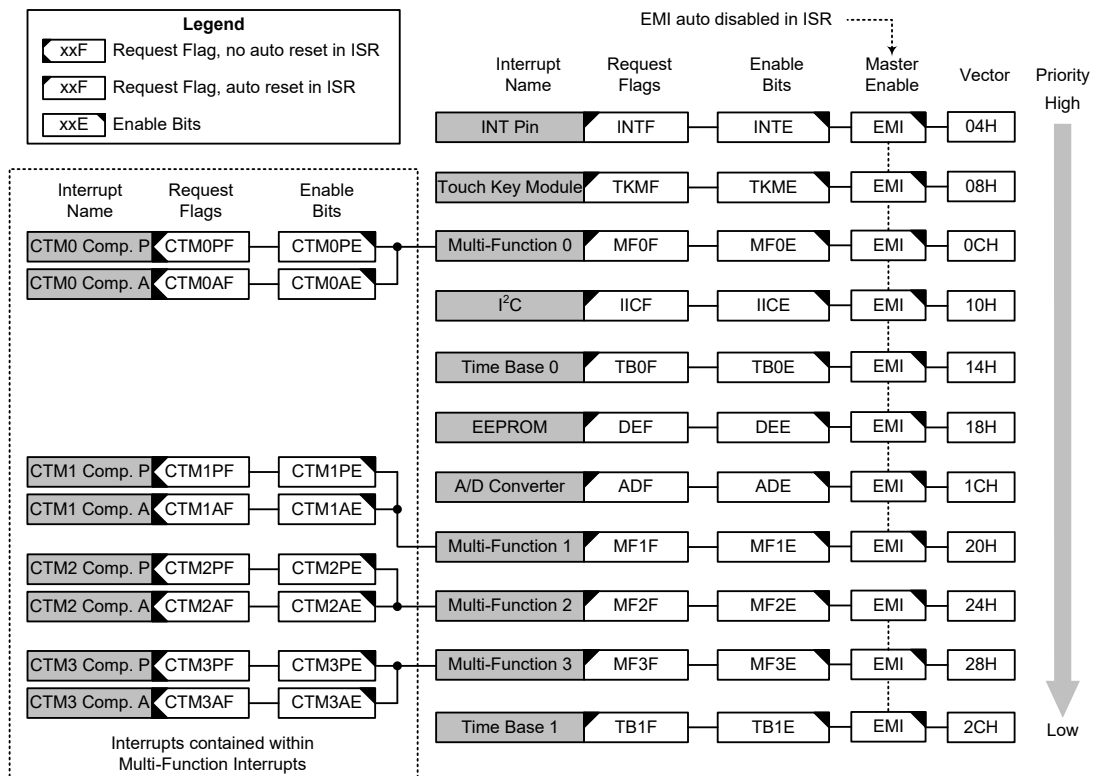 Legend
xxF Request Flag, no auto reset in ISR
xxF Request Flag, auto reset in ISR
xxE Enable Bits
EMI auto disabled in ISR
Interrupt Name Request Flags Enable Bits Master Enable Vector Priority
High
INT Pin INTF INTE EMI 04H
Touch Key Module TKMF TKME EMI 08H
Interrupt Name Request Flags Enable Bits
CTM0 Comp. P CTM0PF CTM0PE Multi-Function 0 MF0F MF0E EMI 0CH
CTM0 Comp. A CTM0AF CTM0AE
I²C IICF IICE EMI 10H
Time Base 0 TB0F TB0E EMI 14H
EEPROM DEF DEE EMI 18H
CTM1 Comp. P CTM1PF CTM1PE
A/D Converter ADF ADE EMI 1CH
CTM1 Comp. A CTM1AF CTM1AE
Multi-Function 1 MF1F MF1E EMI 20H
CTM2 Comp. P CTM2PF CTM2PE
CTM2 Comp. A CTM2AF CTM2AE Multi-Function 2 MF2F MF2E EMI 24H
CTM3 Comp. P CTM3PF CTM3PE Multi-Function 3 MF3F MF3E EMI 28H
CTM3 Comp. A CTM3AF CTM3AE
Time Base 1 TB1F TB1E EMI 2CH Low
Interrupts contained within
Multi-Function Interrupts